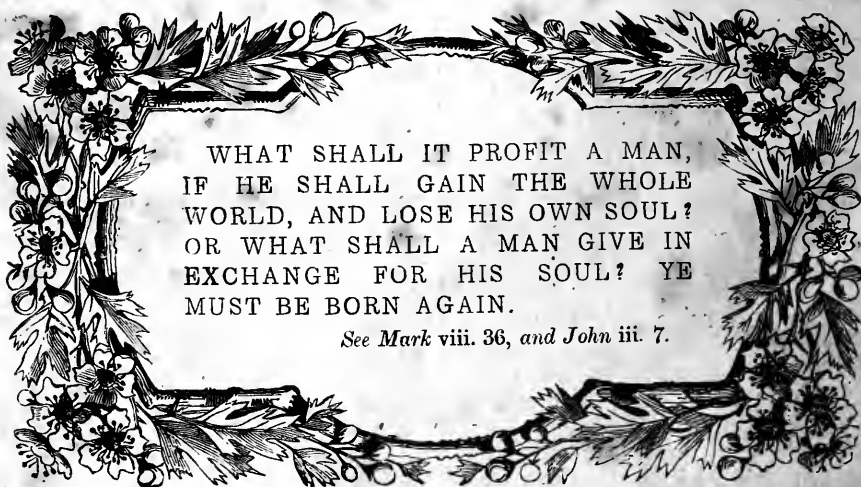 WHAT SHALL IT PROFIT A MAN,
IF HE SHALL GAIN THE WHOLE
WORLD, AND LOSE HIS OWN SOUL?
OR WHAT SHALL A MAN GIVE IN
EXCHANGE FOR HIS SOUL? YE
MUST BE BORN AGAIN.
See Mark viii. 36, and John iii. 7.